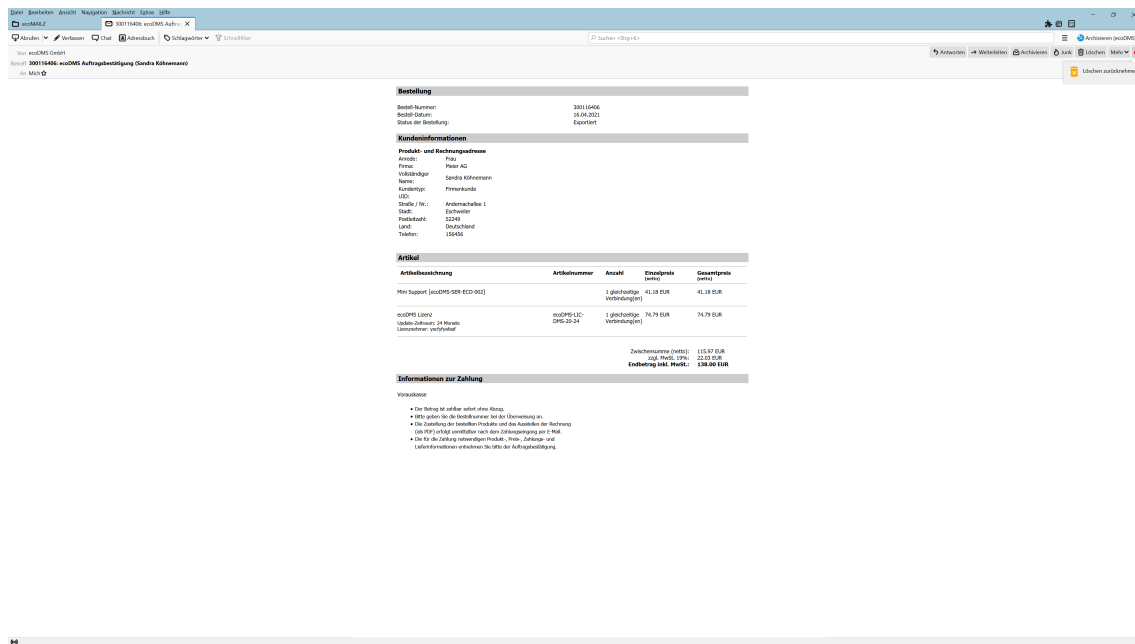 Datei Bearbeiten Ansicht Navigation Nachricht Extras Hilfe
ecoMAILZ
300116406: ecoDMS Auftra
Abrufen Verfassen Chat Adressbuch Schlagwörter Schnellfilter
Suchen <Strg+K>
Archivieren (ecoDMS
Von ecoDMS GmbH
Antworten Weiterleiten Archivieren Junk Löschen Mehr
Betreff 300116406: ecoDMS Auftragsbestätigung (Sandra Köhnemann)
An Mich
Löschen zurücknehme
Bestellung
Bestell-Nummer: 300116406
Bestell-Datum: 16.04.2021
Status der Bestellung: Exportiert
Kundeninformationen
Produkt- und Rechnungsadresse
Anrede: Frau
Firma: Meier AG
Vollständiger Name: Sandra Köhnemann
Kundentyp: Firmenkunde
UID:
Straße / Nr.: Andernachallee 1
Stadt: Eschweiler
Postleitzahl: 52249
Land: Deutschland
Telefon: 156456
Artikel
Artikelbezeichnung Artikelnummer Anzahl Einzelpreis (netto) Gesamtpreis (netto)
Mini Support [ecoDMS-SER-ECO-002] 1 gleichzeitige Verbindung(en) 41.18 EUR 41.18 EUR
ecoDMS Lizenz ecoDMS-LIC-DMS-20-24 1 gleichzeitige Verbindung(en) 74.79 EUR 74.79 EUR
Update-Zeitraum: 24 Monate
Lizenznehmer:
Zwischensumme (netto): 115.97 EUR
zzgl. MwSt. 19%: 22.03 EUR
Endbetrag inkl. MwSt.: 138.00 EUR
Informationen zur Zahlung
Vorauskasse
Der Betrag ist zahlbar sofort ohne Abzug.
Bitte geben Sie die Bestellnummer bei der Überweisung an.
Die Zustellung der bestellten Produkte und das Ausstellen der Rechnung
(als PDF) erfolgt unmittelbar nach dem Zahlungseingang per E-Mail.
Die für die Zahlung notwendigen Produkt-, Preis-, Zahlungs- und
Lieferinformationen entnehmen Sie bitte der Auftragsbestätigung.